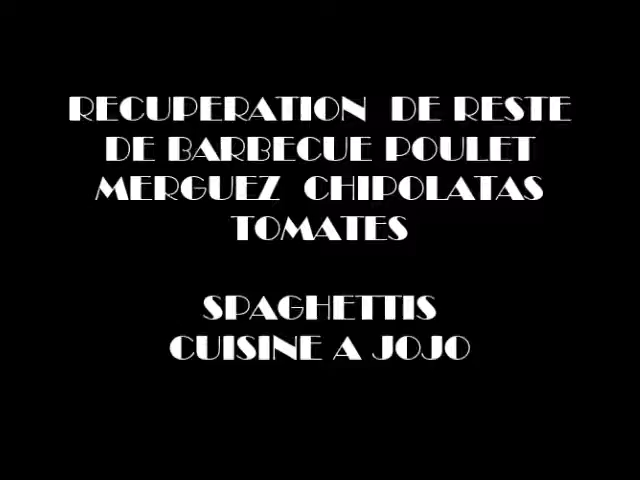 RECUPERATION DE RESTE
DE BARBECUE POULET
MERGUEZ CHIPOLATAS
TOMATES
SPAGHETTIS
CUISINE A JOJO